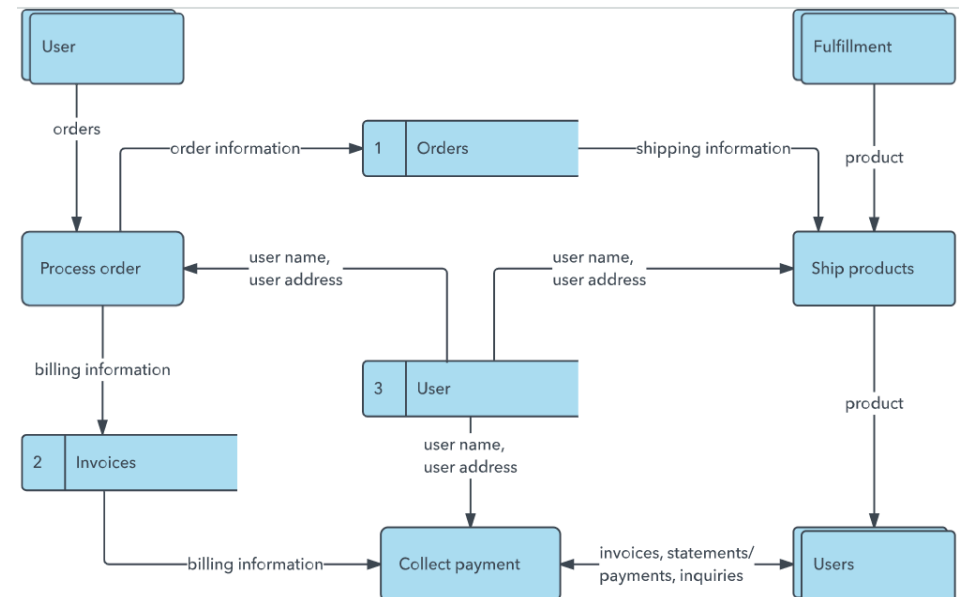 User
Fulfillment
orders
order information
1
Orders
shipping information
product
Process order
user name,
user address
user name,
user address
Ship products
billing information
3
User
product
user name,
user address
2
Invoices
billing information
Collect payment
invoices, statements/
payments, inquiries
Users